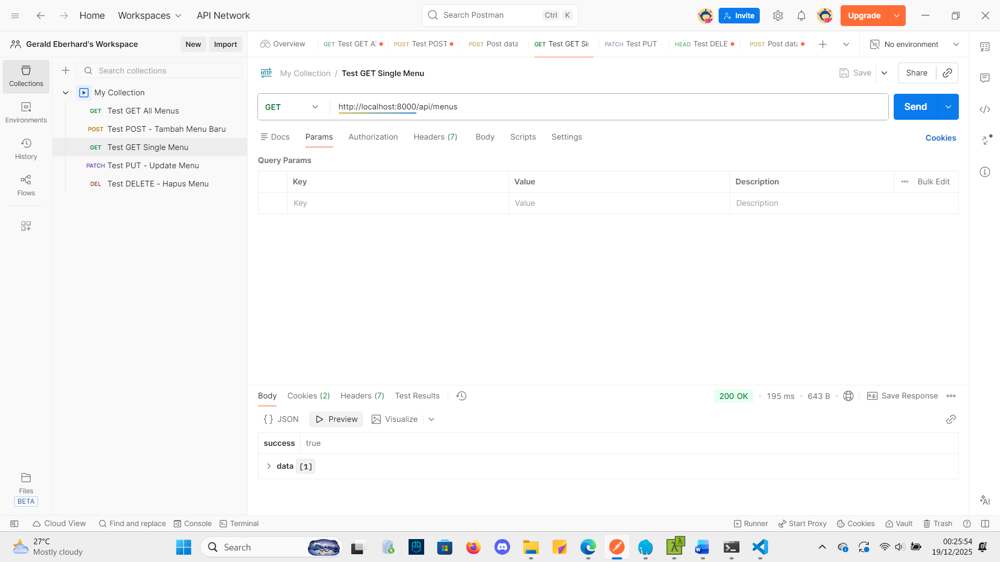 Home
Workspaces
API Network
Search Postman
Ctrl
K
Invite
Upgrade
Gerald Eberhard's Workspace
New
Import
Overview
GET Test GET A
POST Test POST
POST Post data
GET Test GET Si
PATCH Test PUT
HEAD Test DELE
POST Post data
No environment
Collections
Environments
History
Flows
Files
BETA
Search collections
My Collection
GET Test GET All Menus
POST Test POST - Tambah Menu Baru
GET Test GET Single Menu
PATCH Test PUT - Update Menu
DEL Test DELETE - Hapus Menu
HTTP My Collection / Test GET Single Menu
Save
Share
GET
http://localhost:8000/api/menus
Send
Docs
Params
Authorization
Headers (7)
Body
Scripts
Settings
Cookies
Query Params
Key Value Description Bulk Edit
Key Value Description
Body
Cookies (2)
Headers (7)
Test Results
200 OK
195 ms
643 B
e.g. Save Response
{} JSON
Preview
Visualize
success true
data [1]
AI
Cloud View
Find and replace
Console
Terminal
Runner
Start Proxy
Cookies
Vault
Trash
27°C
Mostly cloudy
Search
00:25:54
19/12/2025